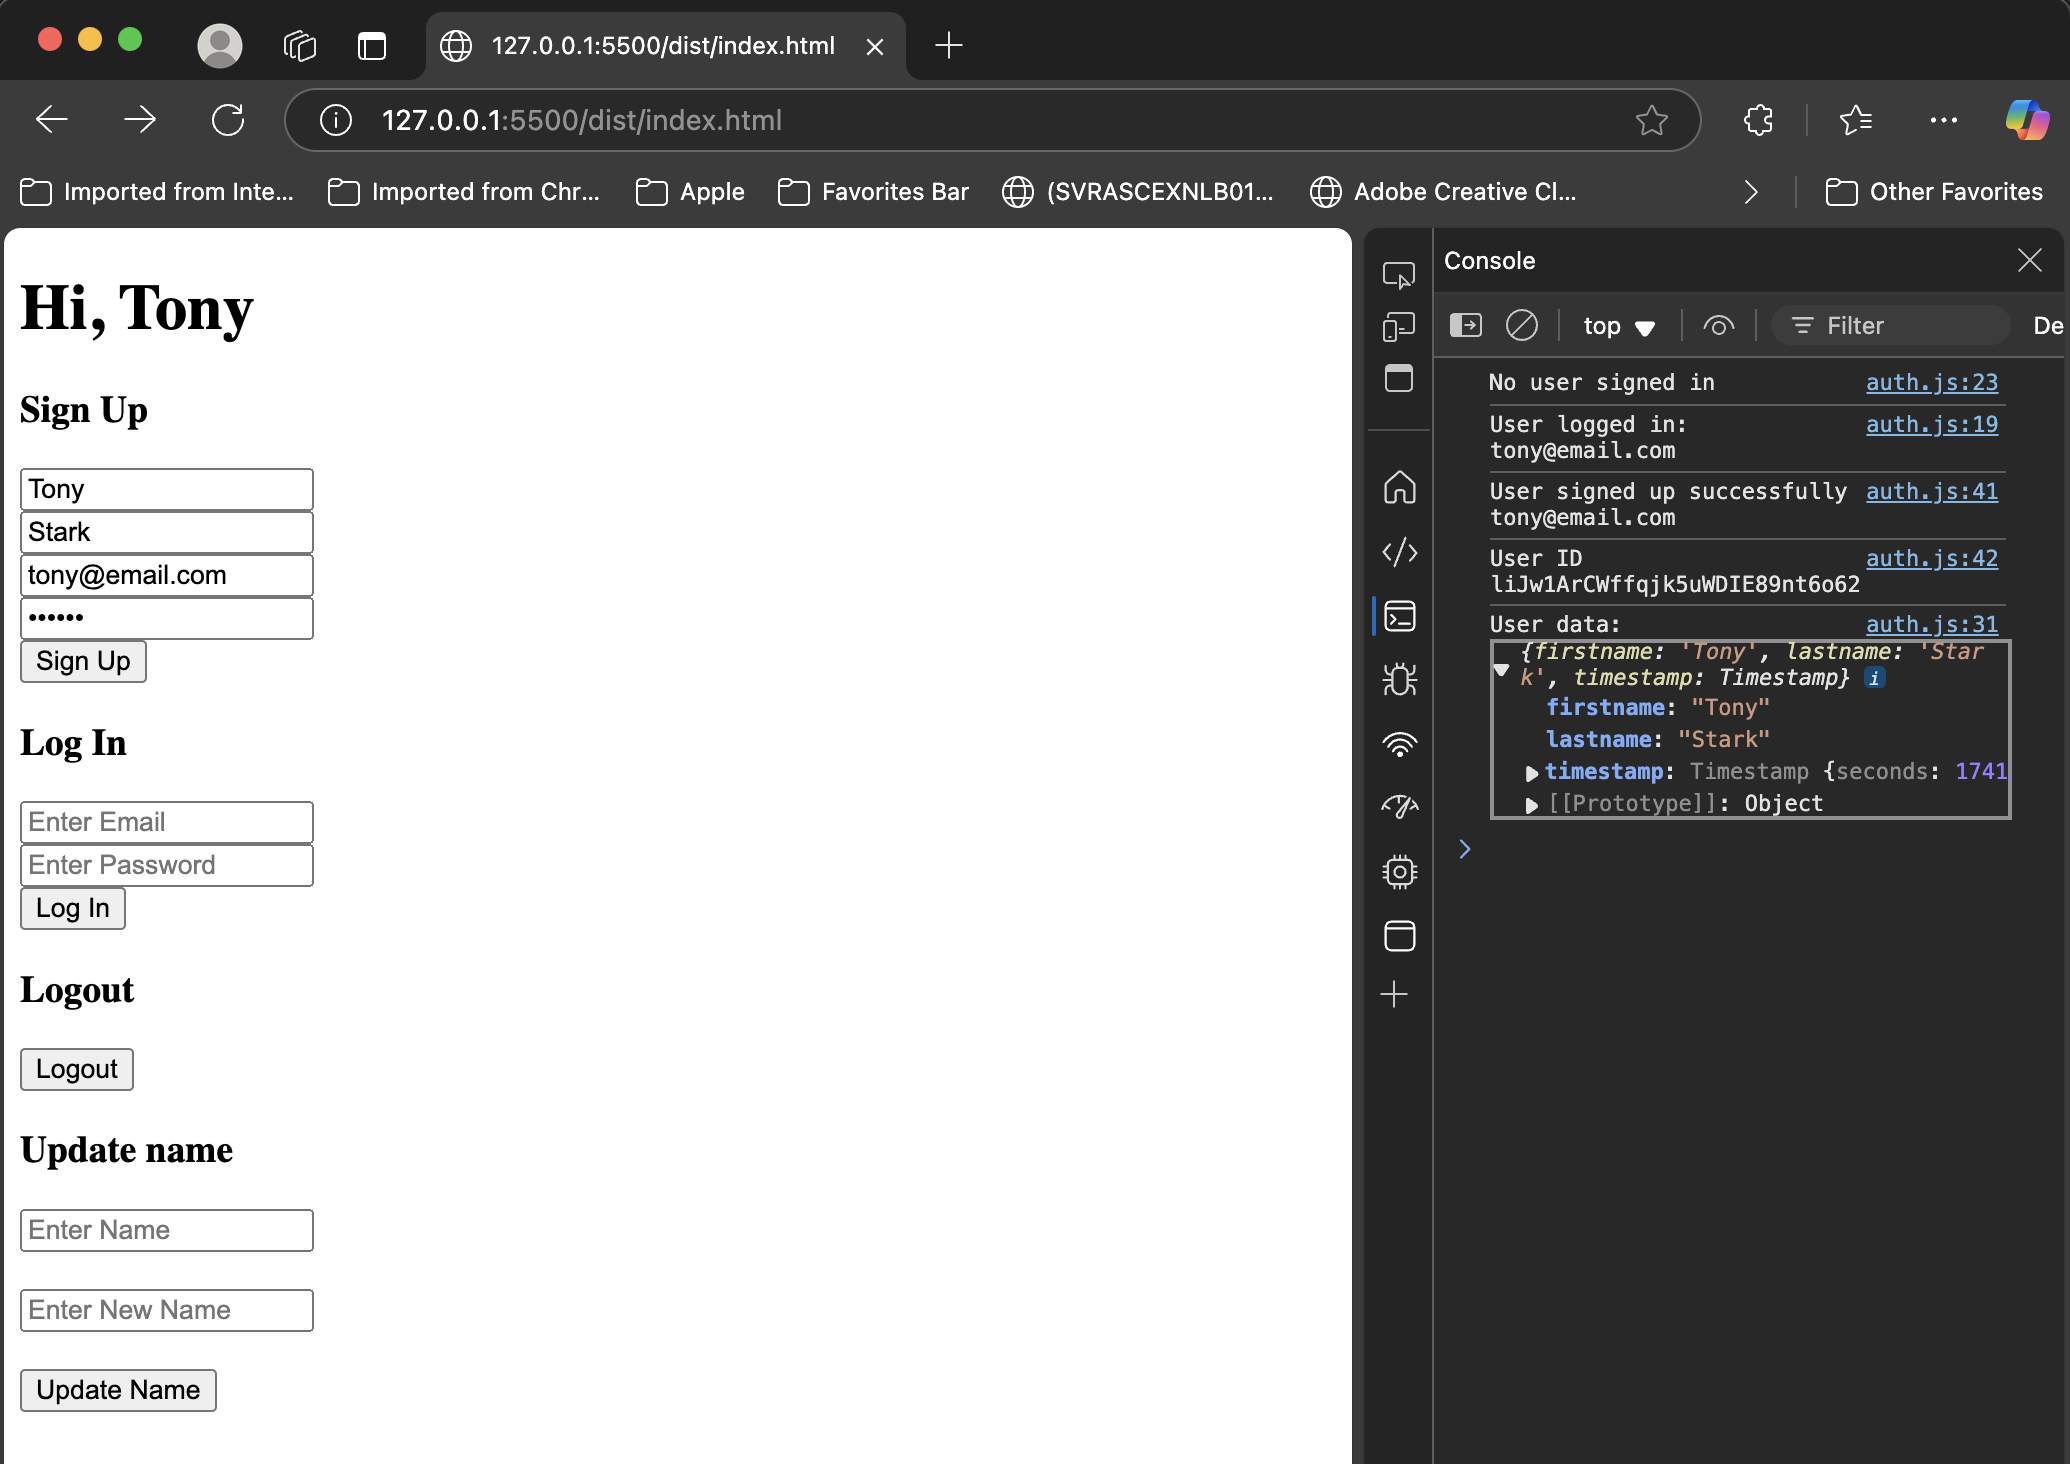 127.0.0.1:5500/dist/index.html
127.0.0.1:5500/dist/index.html
Imported from Inte...
Imported from Chr...
Apple
Favorites Bar
(SVRASCEXNLB01...
Adobe Creative Cl...
Other Favorites
Hi, Tony
Sign Up
Tony
Stark
tony@email.com
••••••
Sign Up
Log In
Enter Email
Enter Password
Log In
Logout
Logout
Update name
Enter Name
Enter New Name
Update Name
Console
top
Filter
De
No user signed in auth.js:23
User logged in: auth.js:19
tony@email.com
User signed up successfully auth.js:41
tony@email.com
User ID auth.js:42
liJw1ArCWffqjk5uWDIE89nt6o62
User data: auth.js:31
{firstname: 'Tony', lastname: 'Star
k', timestamp: Timestamp} i
firstname: "Tony"
lastname: "Stark"
timestamp: Timestamp {seconds: 1741
[[Prototype]]: Object